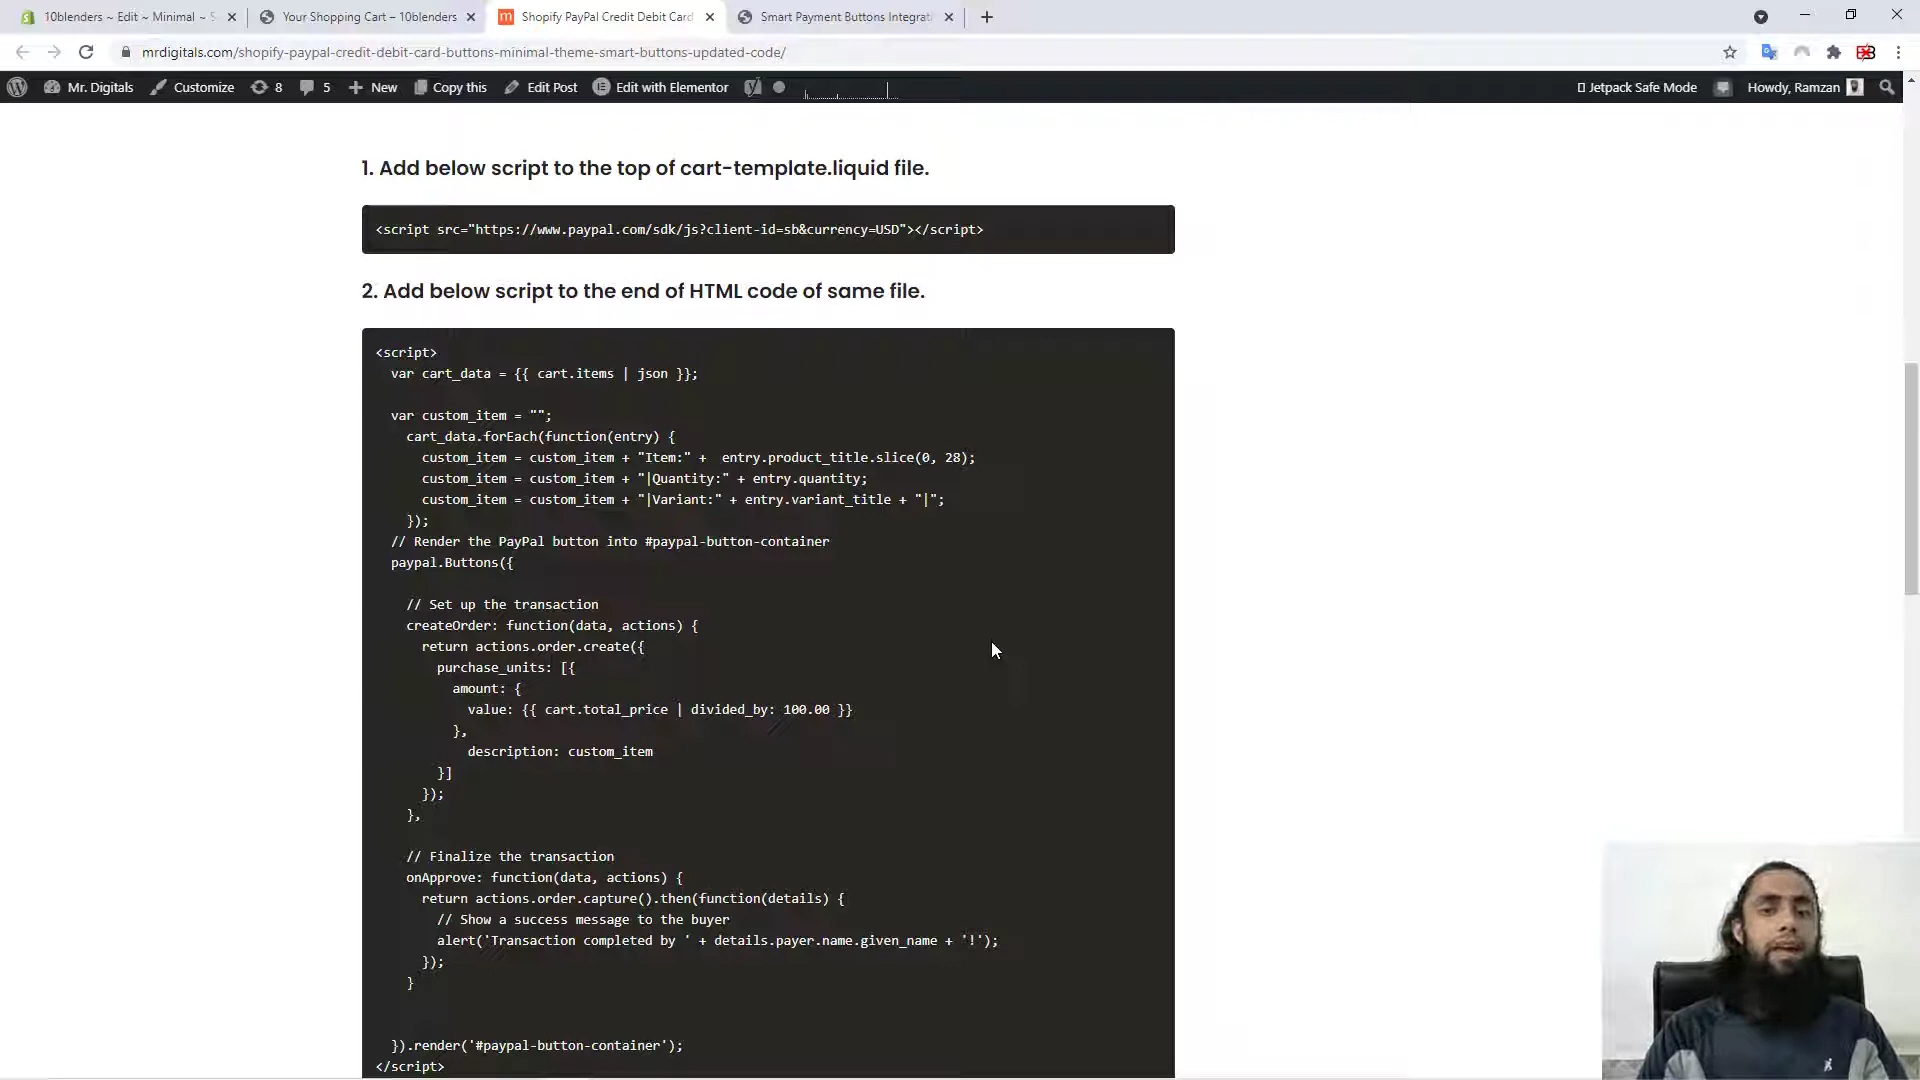 10blenders ~ Edit ~ Minimal ~ S
Your Shopping Cart – 10blenders
Shopify PayPal Credit Debit Card
Smart Payment Buttons Integrati
mrdigitals.com/shopify-paypal-credit-debit-card-buttons-minimal-theme-smart-buttons-updated-code/
Mr. Digitals
Customize
8
5
New
Copy this
Edit Post
Edit with Elementor
Jetpack Safe Mode
Howdy, Ramzan
1. Add below script to the top of cart-template.liquid file.
<script src="https://www.paypal.com/sdk/js?client-id=sb&currency=USD"></script>
2. Add below script to the end of HTML code of same file.
<script>
var cart_data = {{ cart.items | json }};
var custom_item = "";
cart_data.forEach(function(entry) {
custom_item = custom_item + "Item:" +  entry.product_title.slice(0, 28);
custom_item = custom_item + "|Quantity:" + entry.quantity;
custom_item = custom_item + "|Variant:" + entry.variant_title + "|";
});
// Render the PayPal button into #paypal-button-container
paypal.Buttons({
// Set up the transaction
createOrder: function(data, actions) {
return actions.order.create({
purchase_units: [{
amount: {
value: {{ cart.total_price | divided_by: 100.00 }}
},
description: custom_item
}]
});
},
// Finalize the transaction
onApprove: function(data, actions) {
return actions.order.capture().then(function(details) {
// Show a success message to the buyer
alert('Transaction completed by ' + details.payer.name.given_name + '!');
});
}
}).render('#paypal-button-container');
</script>